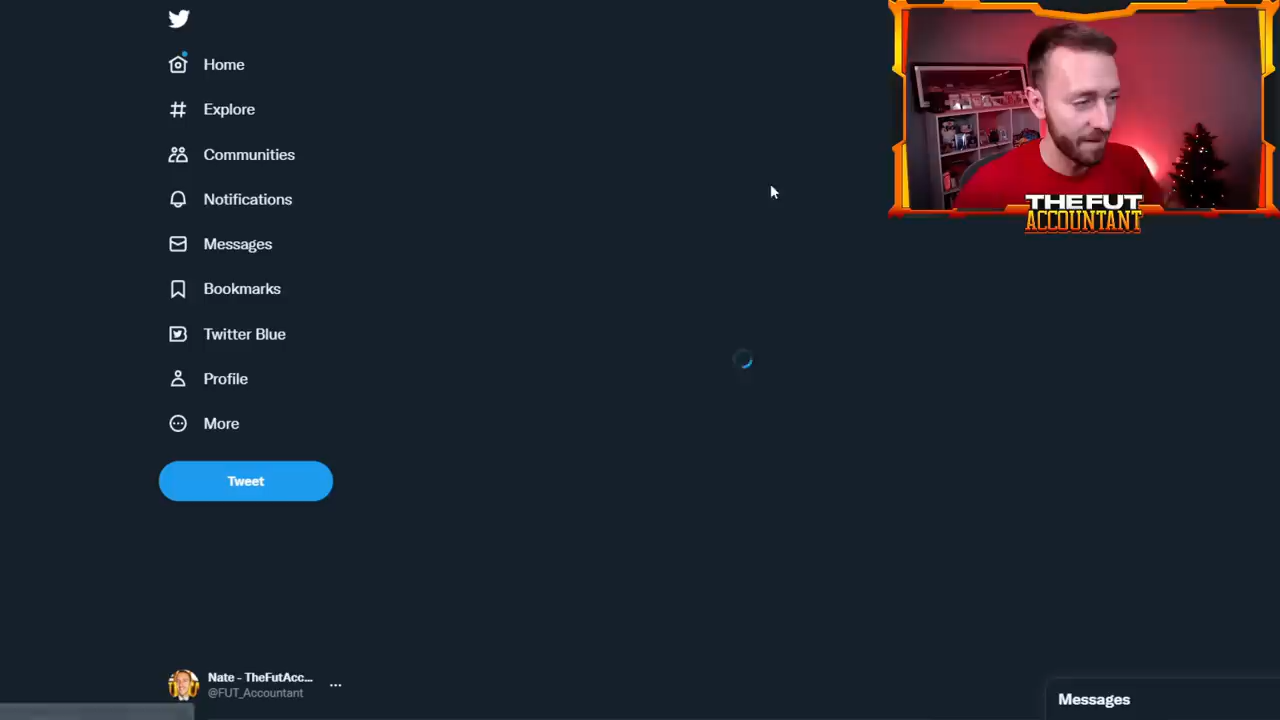 Home
Explore
Communities
Notifications
Messages
Bookmarks
Twitter Blue
Profile
More
Tweet
Nate - TheFutAcc...
@FUT_Accountant
Messages
THE FUT
ACCOUNTANT